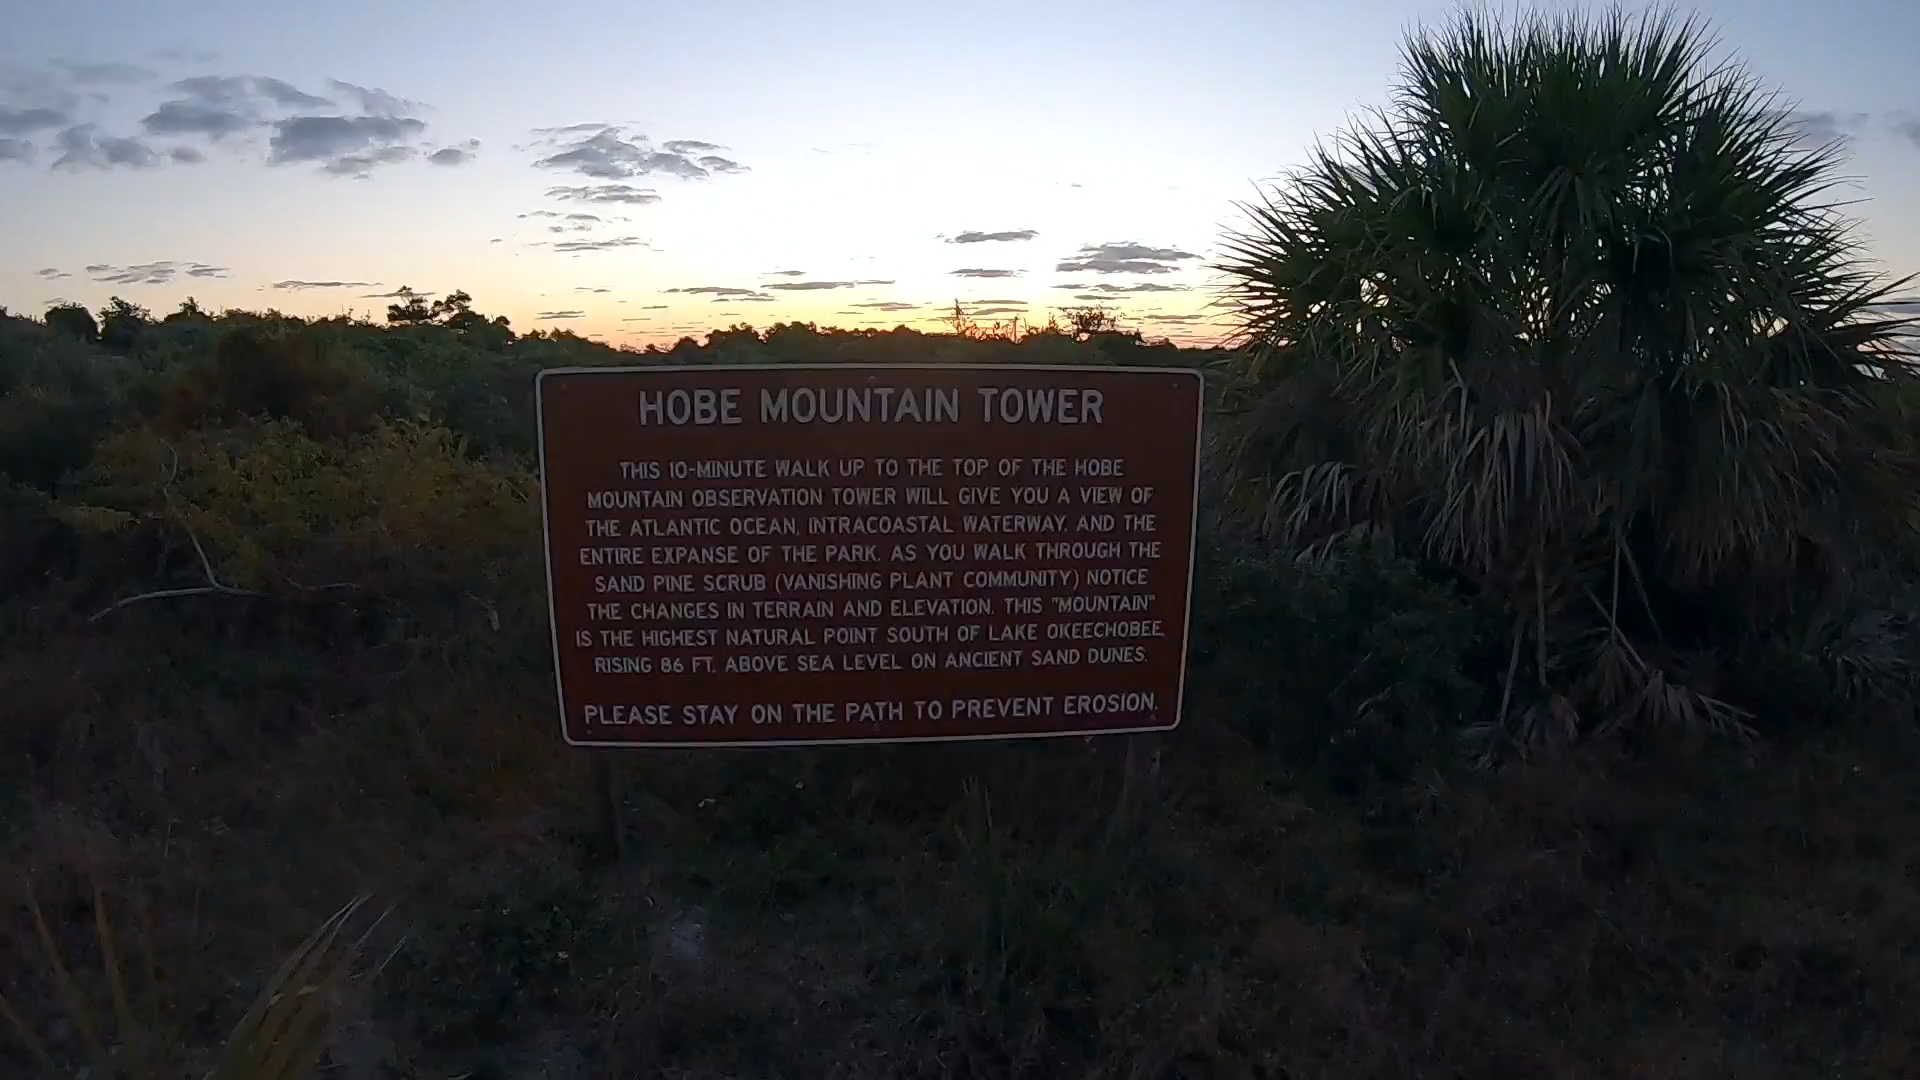 HOBE MOUNTAIN TOWER
THIS 10-MINUTE WALK UP TO THE TOP OF THE HOBE
MOUNTAIN OBSERVATION TOWER WILL GIVE YOU A VIEW OF
THE ATLANTIC OCEAN, INTRACOASTAL WATERWAY, AND THE
ENTIRE EXPANSE OF THE PARK. AS YOU WALK THROUGH THE
SAND PINE SCRUB (VANISHING PLANT COMMUNITY) NOTICE
THE CHANGES IN TERRAIN AND ELEVATION. THIS "MOUNTAIN"
IS THE HIGHEST NATURAL POINT SOUTH OF LAKE OKEECHOBEE,
RISING 86 FT. ABOVE SEA LEVEL ON ANCIENT SAND DUNES.
PLEASE STAY ON THE PATH TO PREVENT EROSION.